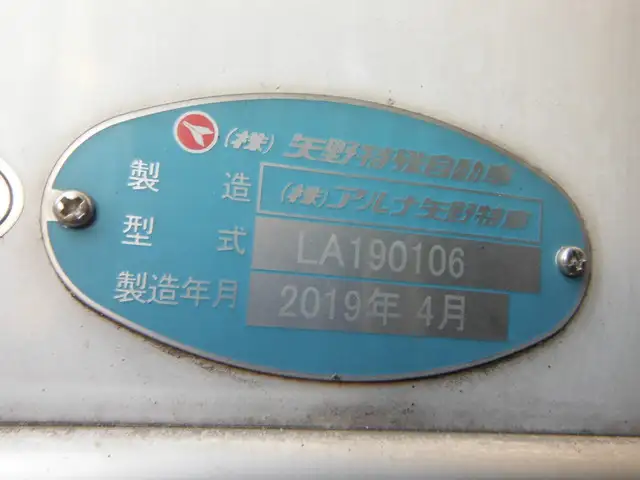 (株) 矢野特殊自動車
製造 (株)アルナ矢野特車
型式 LA190106
製造年月 2019年 4月